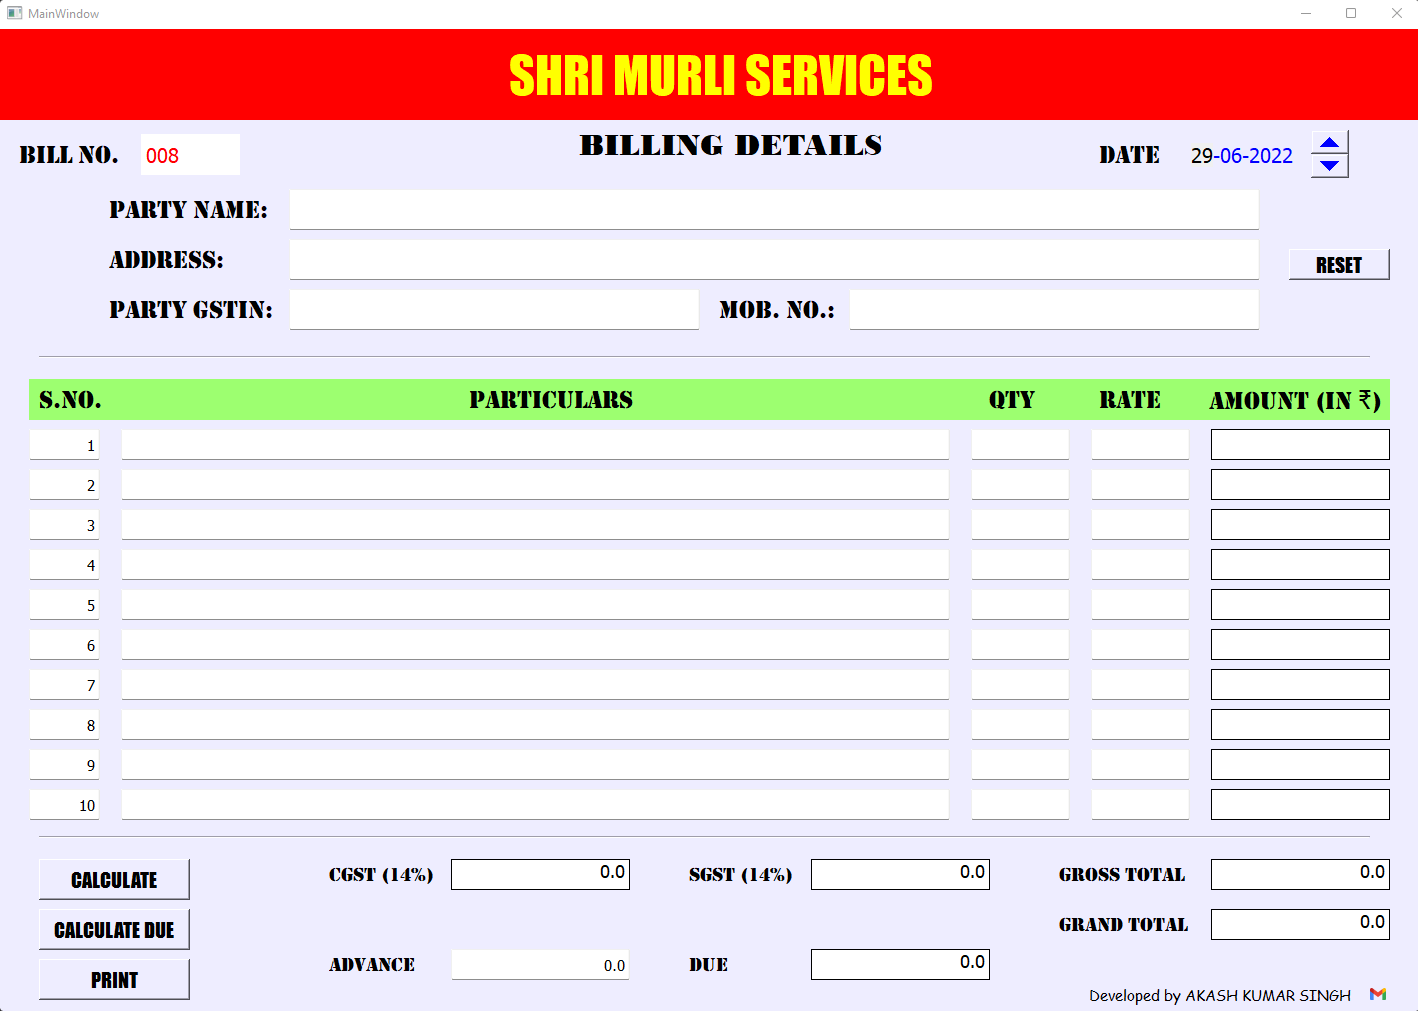 MainWindow
SHRI MURLI SERVICES
BILL NO. 008 BILLING DETAILS DATE 29-06-2022
PARTY NAME:
ADDRESS:
RESET
PARTY GSTIN: MOB. NO.:
S.NO. PARTICULARS QTY RATE AMOUNT (IN ₹)
1
2
3
4
5
6
7
8
9
10
CALCULATE CGST (14%) 0.0 SGST (14%) 0.0 GROSS TOTAL 0.0
CALCULATE DUE GRAND TOTAL 0.0
ADVANCE 0.0 DUE 0.0
PRINT
Developed by AKASH KUMAR SINGH